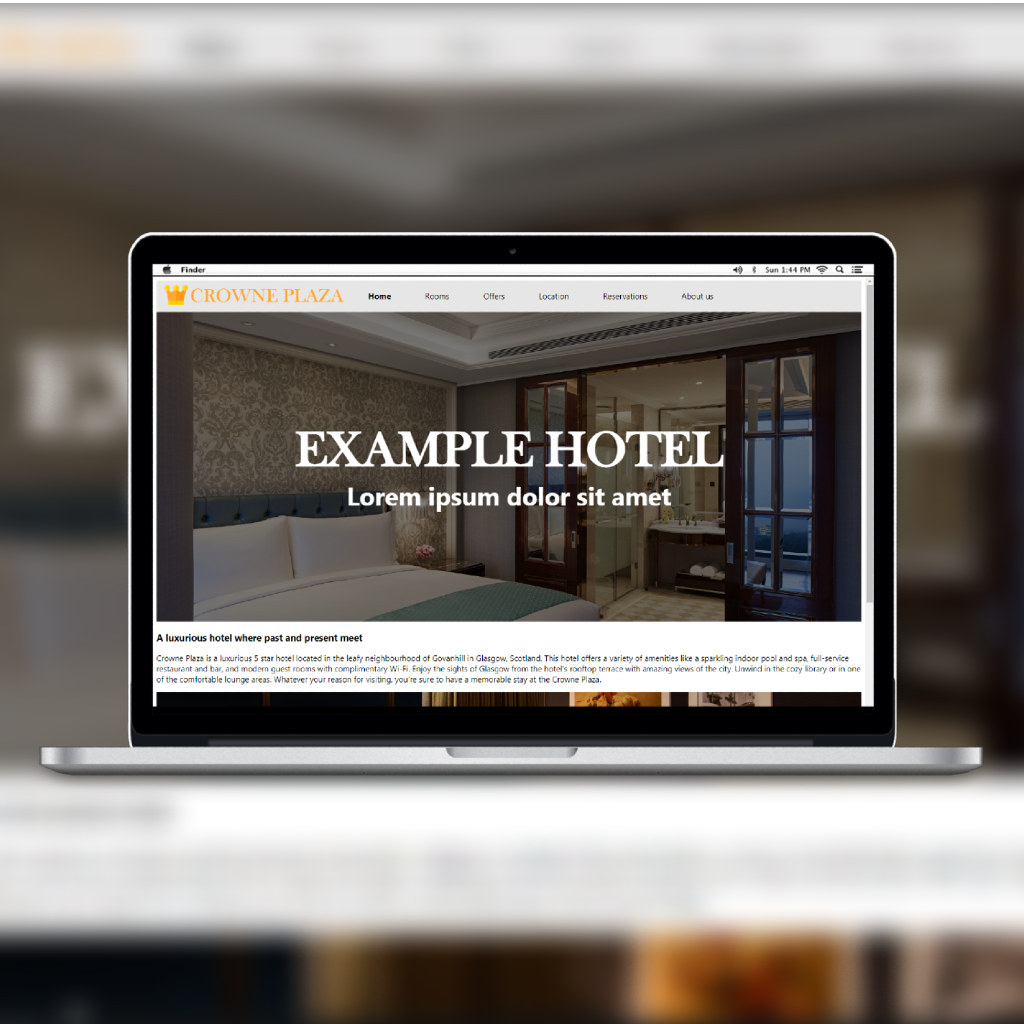 Finder Sun 1:44 PM
CROWNE PLAZA Home Rooms Offers Location Reservations About us
EXAMPLE HOTEL
Lorem ipsum dolor sit amet
A luxurious hotel where past and present meet
Crowne Plaza is a luxurious 5 star hotel located in the leafy neighbourhood of Govanhill in Glasgow, Scotland. This hotel offers a variety of amenities like a sparkling indoor pool and spa, full-service
restaurant and bar, and modern guest rooms with complimentary Wi-Fi. Enjoy the sights of Glasgow from the hotel's rooftop terrace with amazing views of the city. Unwind in the cozy library or in one
of the comfortable lounge areas. Whatever your reason for visiting, you're sure to have a memorable stay at the Crowne Plaza.